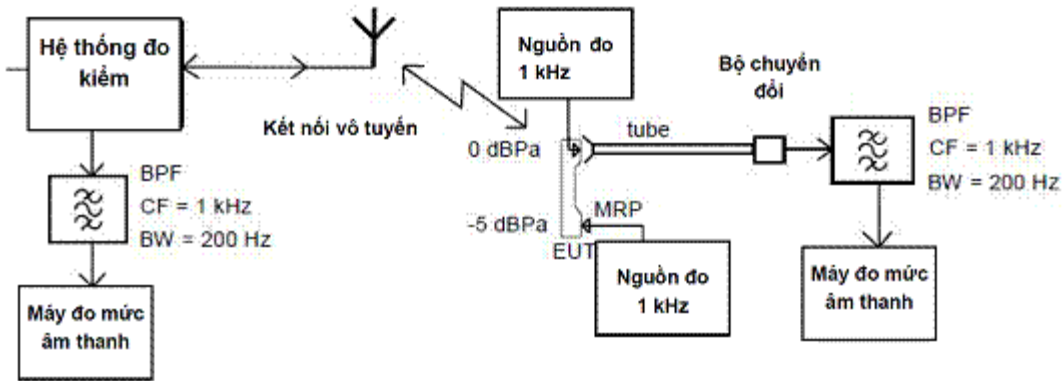 Hệ thống đo
kiểm
Kết nối vô tuyến
BPF
CF = 1 kHz
BW = 200 Hz
Máy đo mức
âm thanh
Nguồn đo
1 kHz
0 dBPa
tube
Bộ chuyển
đổi
BPF
CF = 1 kHz
BW = 200 Hz
-5 dBPa
MRP
EUT
Nguồn đo
1 kHz
Máy đo mức
âm thanh